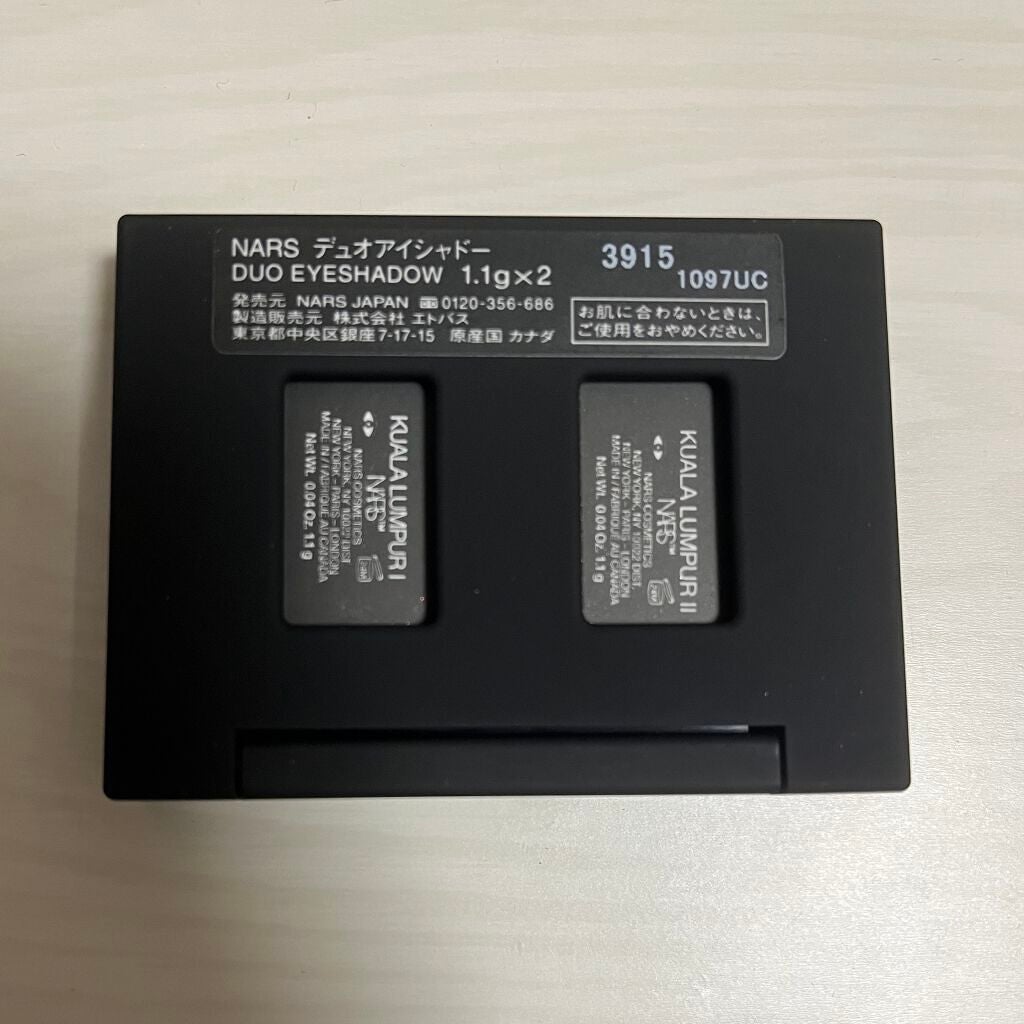 NARS デュオアイシャドー
DUO EYESHADOW 1.1g×2
3915
1097UC
発売元 NARS JAPAN 0120-356-686
製造販売元 株式会社 エトバス
東京都中央区銀座7-17-15 原産国 カナダ
お肌に合わないときは、
ご使用をおやめください。
KUALA LUMPUR I
NARS™
NARS COSMETICS
NEW YORK, NY 10022 DIST.
NEW YORK - PARIS - LONDON
MADE IN / FABRIQUÉ AU CANADA
Net Wt. 0.04 Oz. 1.1 g
24M
KUALA LUMPUR II
NARS™
NARS COSMETICS
NEW YORK, NY 10022 DIST.
NEW YORK - PARIS - LONDON
MADE IN / FABRIQUÉ AU CANADA
Net Wt. 0.04 Oz. 1.1 g
24M